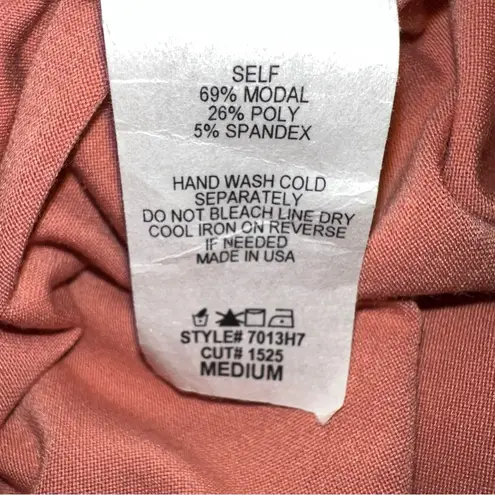 SELF
69% MODAL
26% POLY
5% SPANDEX
HAND WASH COLD
SEPARATELY
DO NOT BLEACH LINE DRY
COOL IRON ON REVERSE
IF NEEDED
MADE IN USA
STYLE# 7013H7
CUT# 1525
MEDIUM